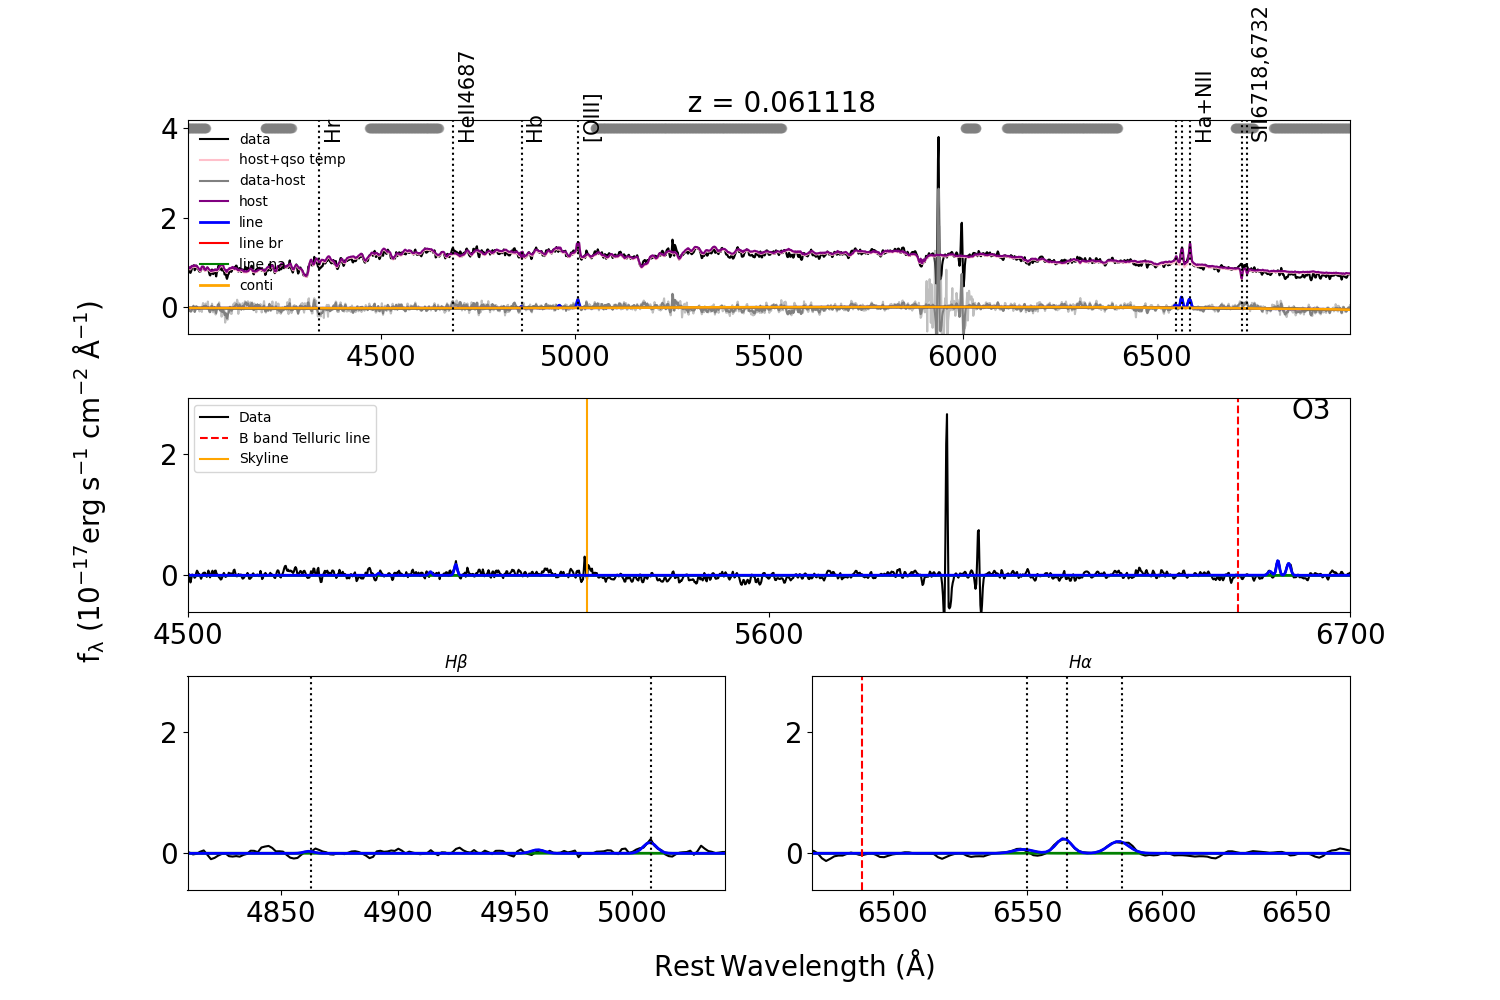 z = 0.061118
Hr
HeII4687
Hb
[OIII]
Ha+NII
SII6718,6732
data
host+qso temp
data-host
host
line
line br
line na
conti
4
2
0
4500 5000 5500 6000 6500
Data
B band Telluric line
Skyline
O3
2
0
4500 5600 6700
fλ (10⁻¹⁷erg s⁻¹ cm⁻² Å⁻¹)
Hβ
2
0
4850 4900 4950 5000
Hα
2
0
6500 6550 6600 6650
Rest Wavelength (Å)